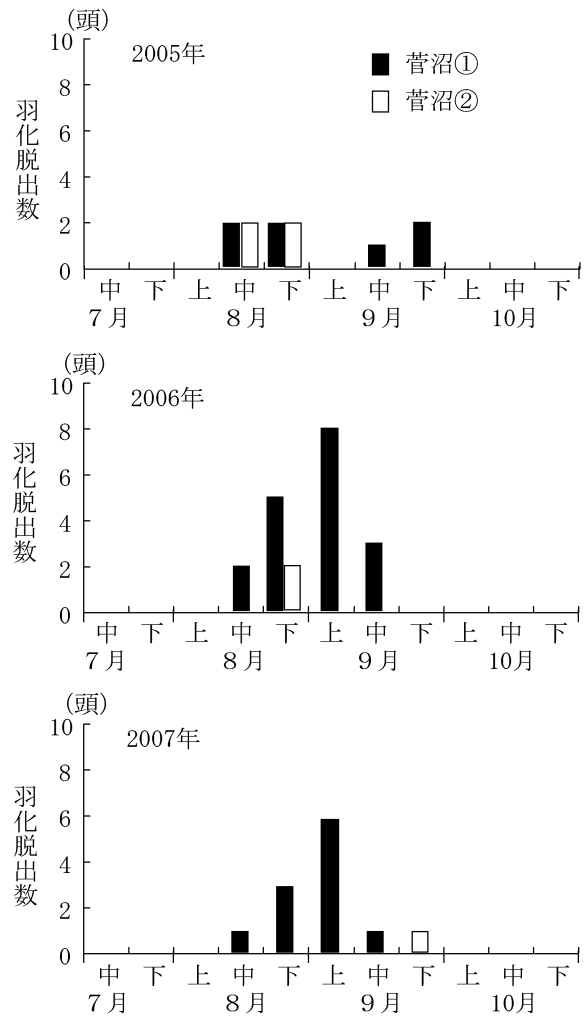 (頭)
10
2005年
菅沼①
8
菅沼②
6
4
2
0
羽化脱出数
中 下 上 中 下 上 中 下 上 中 下
7月 8月 9月 10月
(頭)
10
2006年
8
6
4
2
0
羽化脱出数
中 下 上 中 下 上 中 下 上 中 下
7月 8月 9月 10月
(頭)
10
2007年
8
6
4
2
0
羽化脱出数
中 下 上 中 下 上 中 下 上 中 下
7月 8月 9月 10月